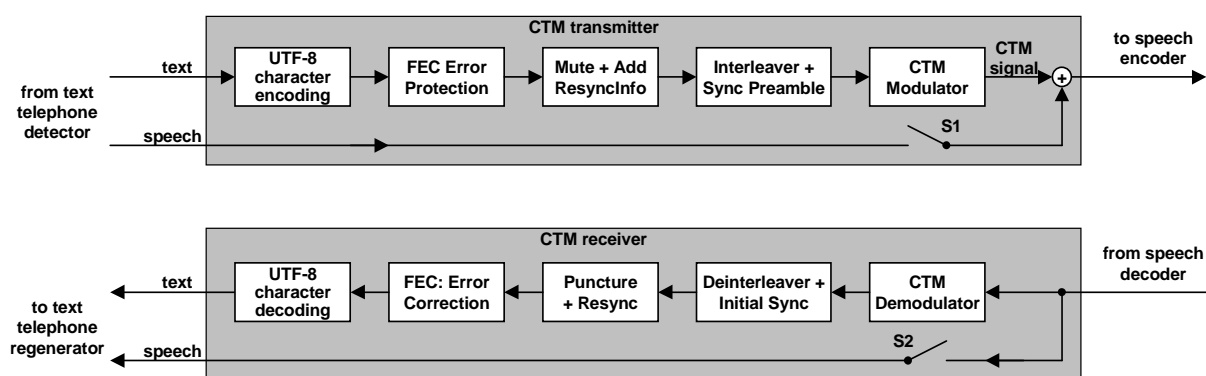 CTM transmitter
from text
telephone
detector
text
speech
UTF-8
character
encoding
FEC Error
Protection
Mute + Add
ResyncInfo
Interleaver +
Sync Preamble
CTM
Modulator
CTM
signal
+
S1
to speech
encoder
CTM receiver
to text
telephone
regenerator
text
speech
UTF-8
character
decoding
FEC: Error
Correction
Puncture
+ Resync
Deinterleaver +
Initial Sync
CTM
Demodulator
S2
from speech
decoder